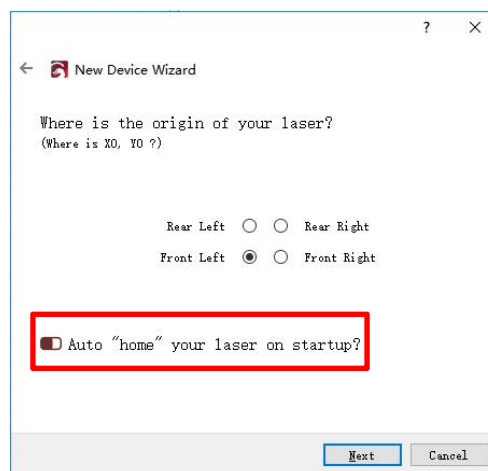 New Device Wizard
Where is the origin of your laser?
(Where is X0, Y0 ?)
Rear Left Rear Right
Front Left Front Right
Auto "home" your laser on startup?
Next Cancel